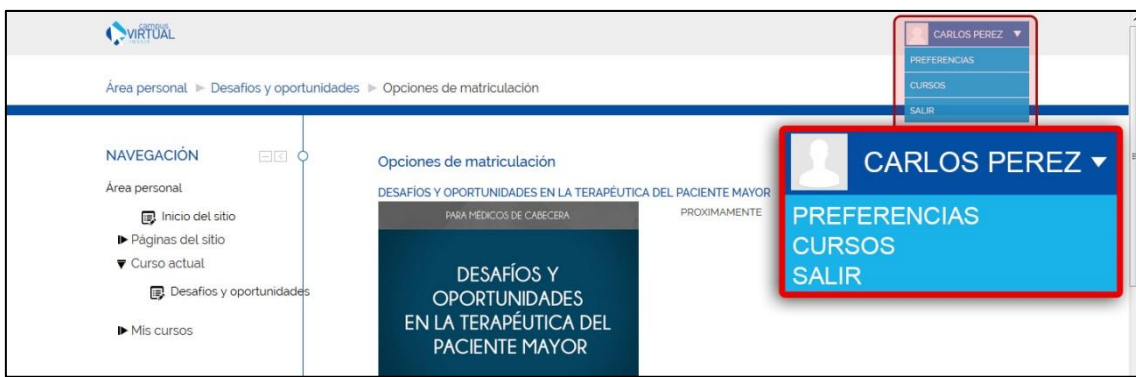 campus
VIRTUAL
CARLOS PEREZ ▼
PREFERENCIAS
CURSOS
SALIR
Área personal ► Desafíos y oportunidades ► Opciones de matriculación
NAVEGACIÓN
Área personal
Inicio del sitio
Páginas del sitio
Curso actual
Desafíos y oportunidades
Mis cursos
Opciones de matriculación
DESAFÍOS Y OPORTUNIDADES EN LA TERAPÉUTICA DEL PACIENTE MAYOR
PARA MÉDICOS DE CABECERA
PROXIMAMENTE
DESAFÍOS Y
OPORTUNIDADES
EN LA TERAPÉUTICA DEL
PACIENTE MAYOR
CARLOS PEREZ ▼
PREFERENCIAS
CURSOS
SALIR